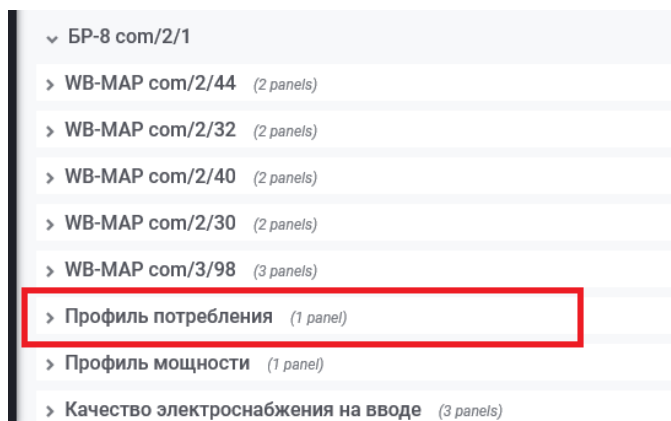 БР-8 com/2/1
WB-MAP com/2/44 (2 panels)
WB-MAP com/2/32 (2 panels)
WB-MAP com/2/40 (2 panels)
WB-MAP com/2/30 (2 panels)
WB-MAP com/3/98 (3 panels)
Профиль потребления (1 panel)
Профиль мощности (1 panel)
Качество электроснабжения на вводе (3 panels)